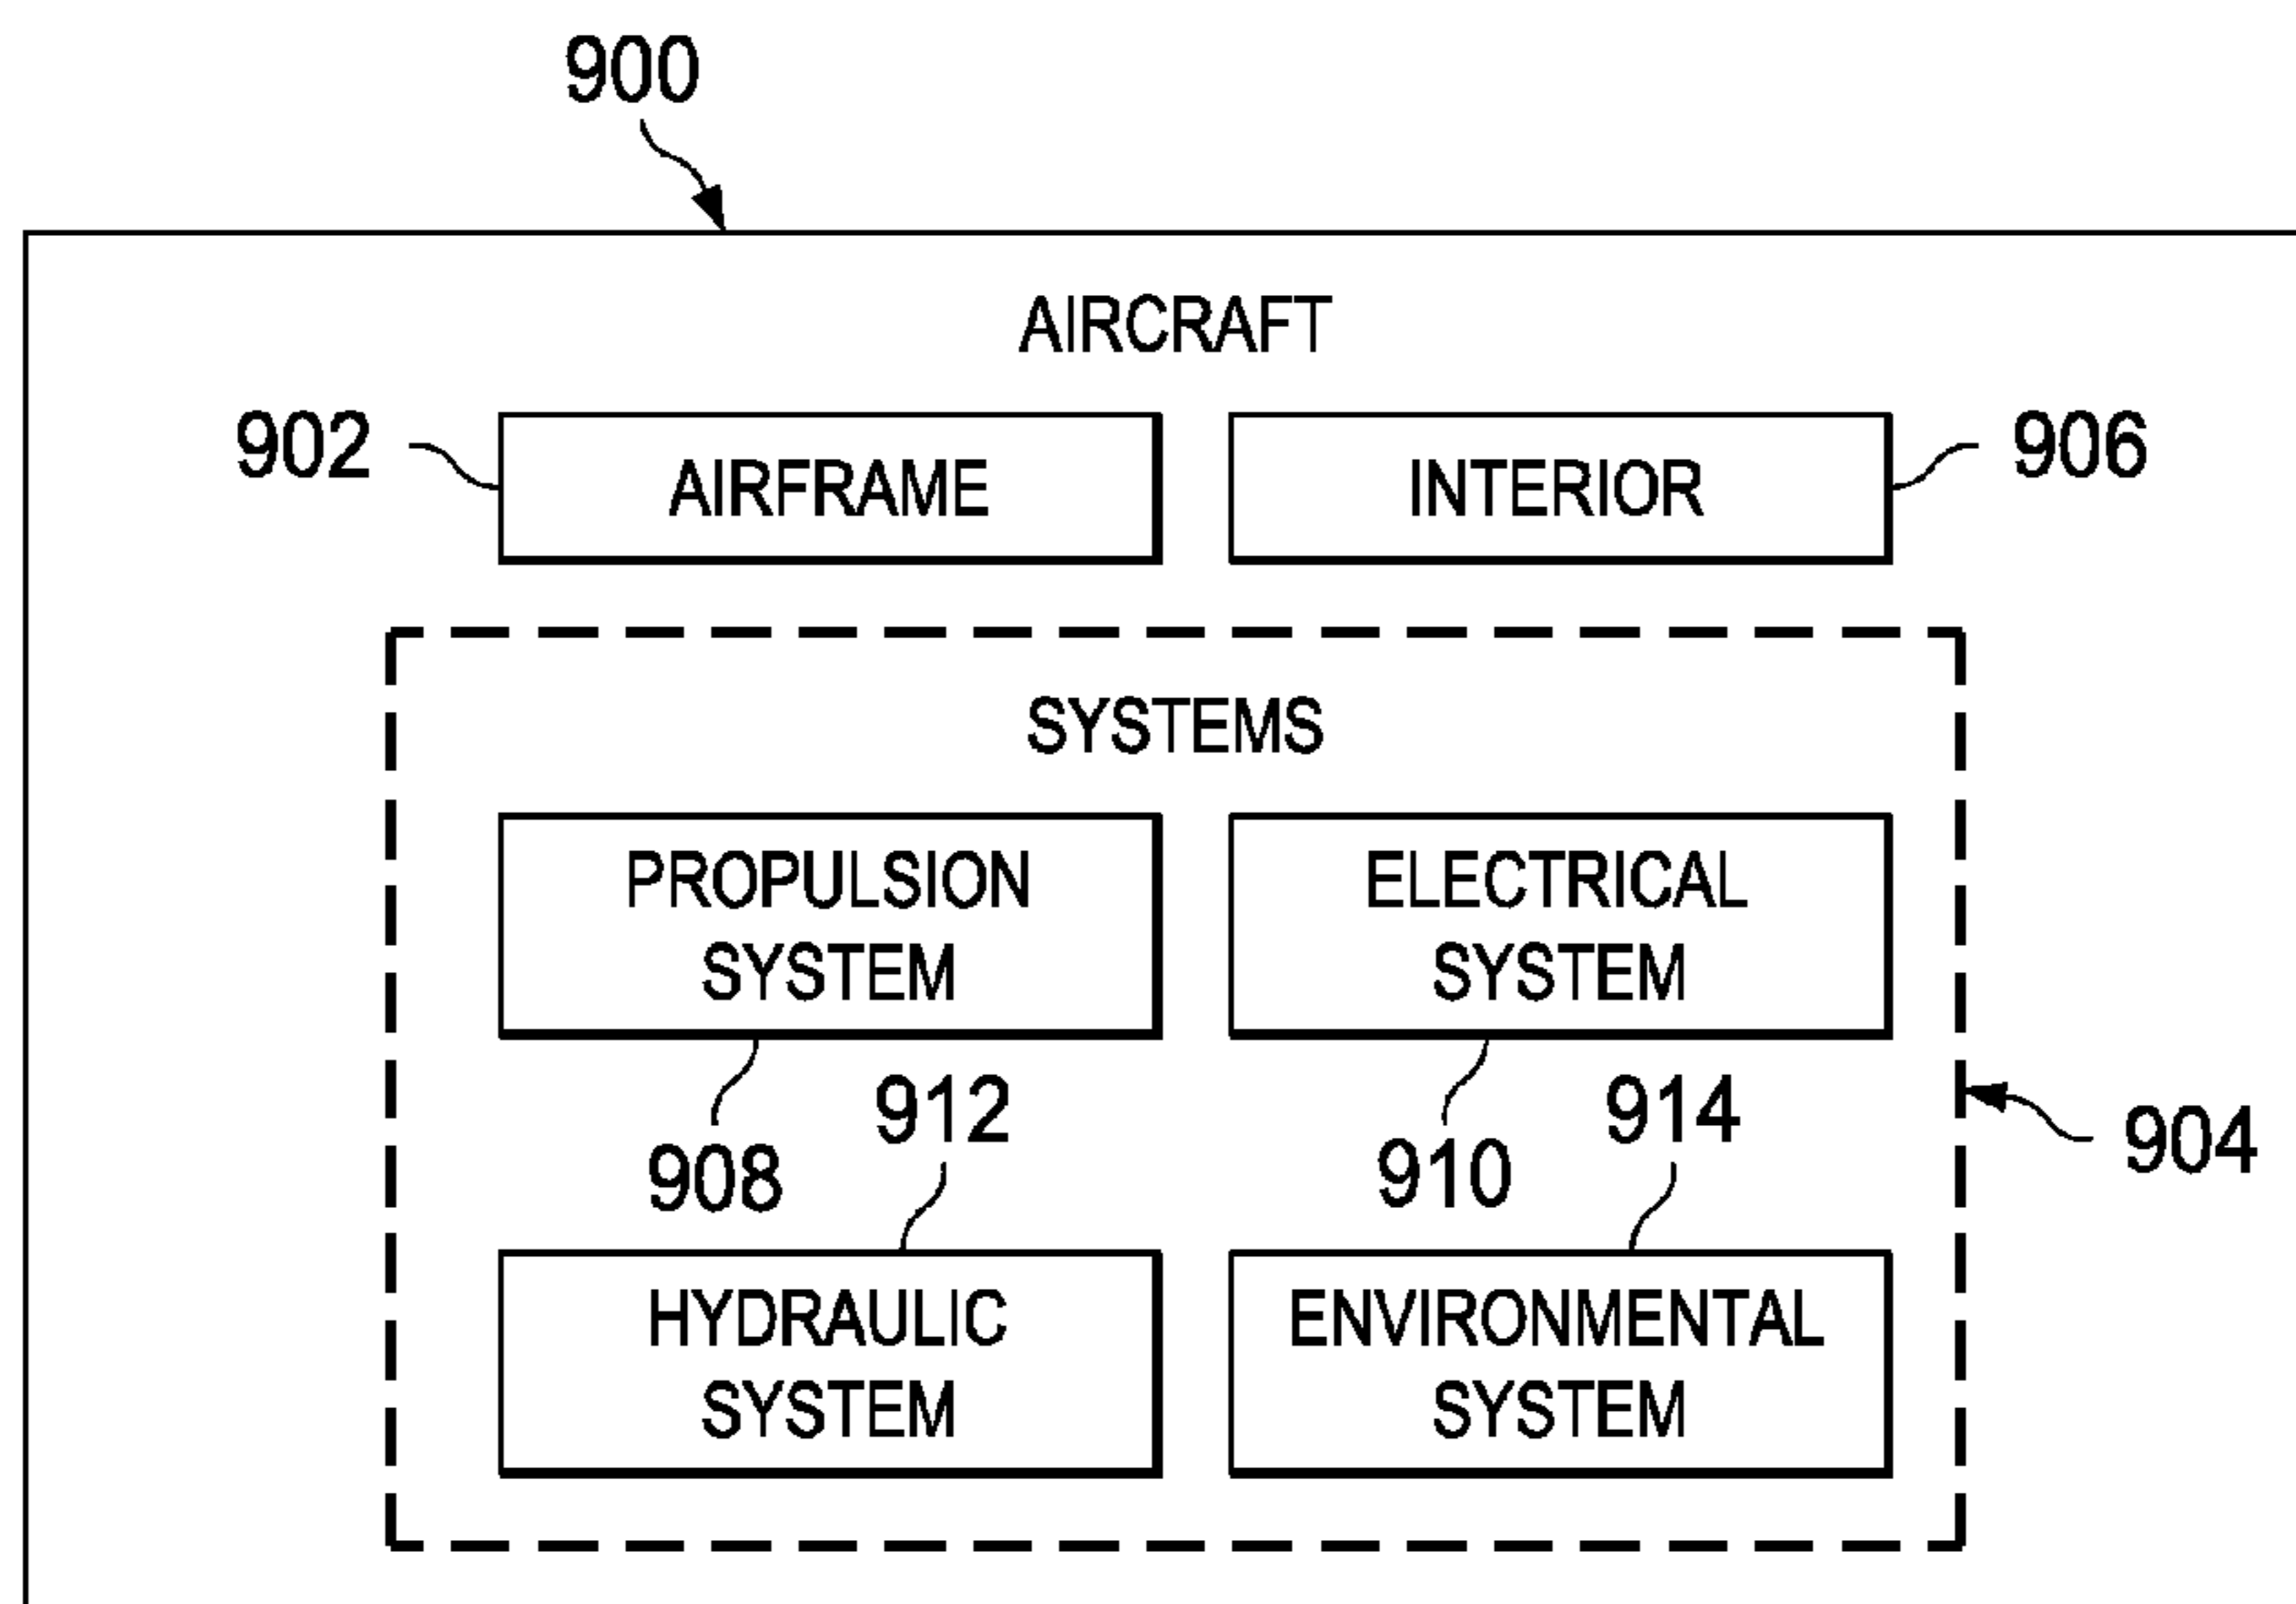 900
AIRCRAFT
902
AIRFRAME
INTERIOR
906
SYSTEMS
PROPULSION
SYSTEM
ELECTRICAL
SYSTEM
908
912
910
914
904
HYDRAULIC
SYSTEM
ENVIRONMENTAL
SYSTEM